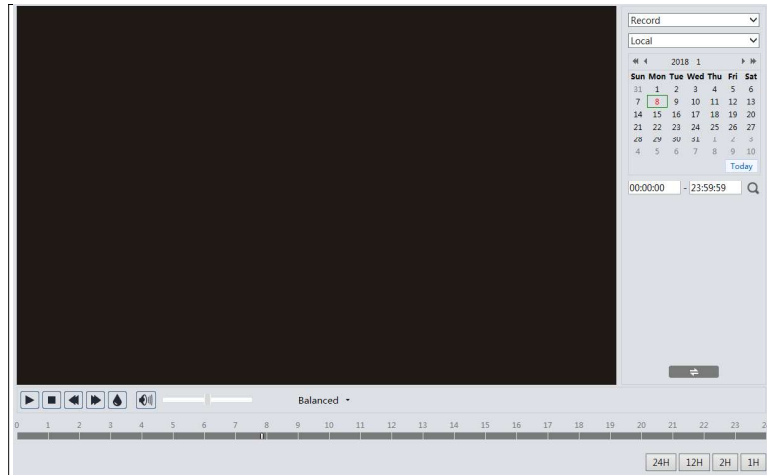 Record
Local
2018 1
Sun Mon Tue Wed Thu Fri Sat
31 1 2 3 4 5 6
7 8 9 10 11 12 13
14 15 16 17 18 19 20
21 22 23 24 25 26 27
28 29 30 31 1 2 3
4 5 6 7 8 9 10
Today
00:00:00 - 23:59:59
Balanced
0 1 2 3 4 5 6 7 8 9 10 11 12 13 14 15 16 17 18 19 20 21 22 23
24H 12H 2H 1H